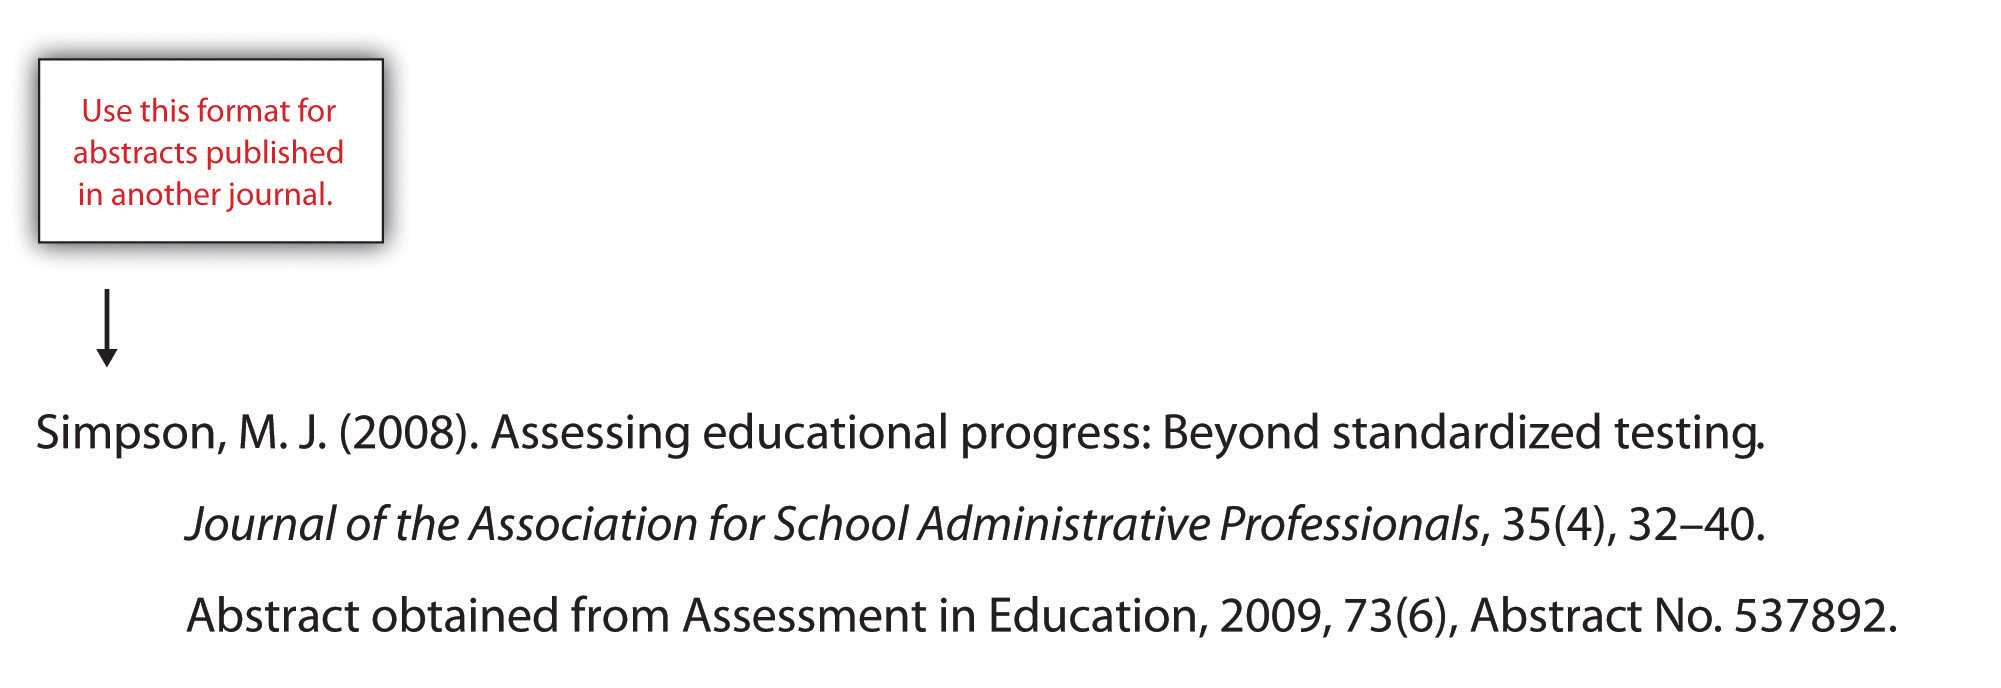 Use this format for
abstracts published
in another journal.
Simpson, M. J. (2008). Assessing educational progress: Beyond standardized testing.
Journal of the Association for School Administrative Professionals, 35(4), 32–40.
Abstract obtained from Assessment in Education, 2009, 73(6), Abstract No. 537892.